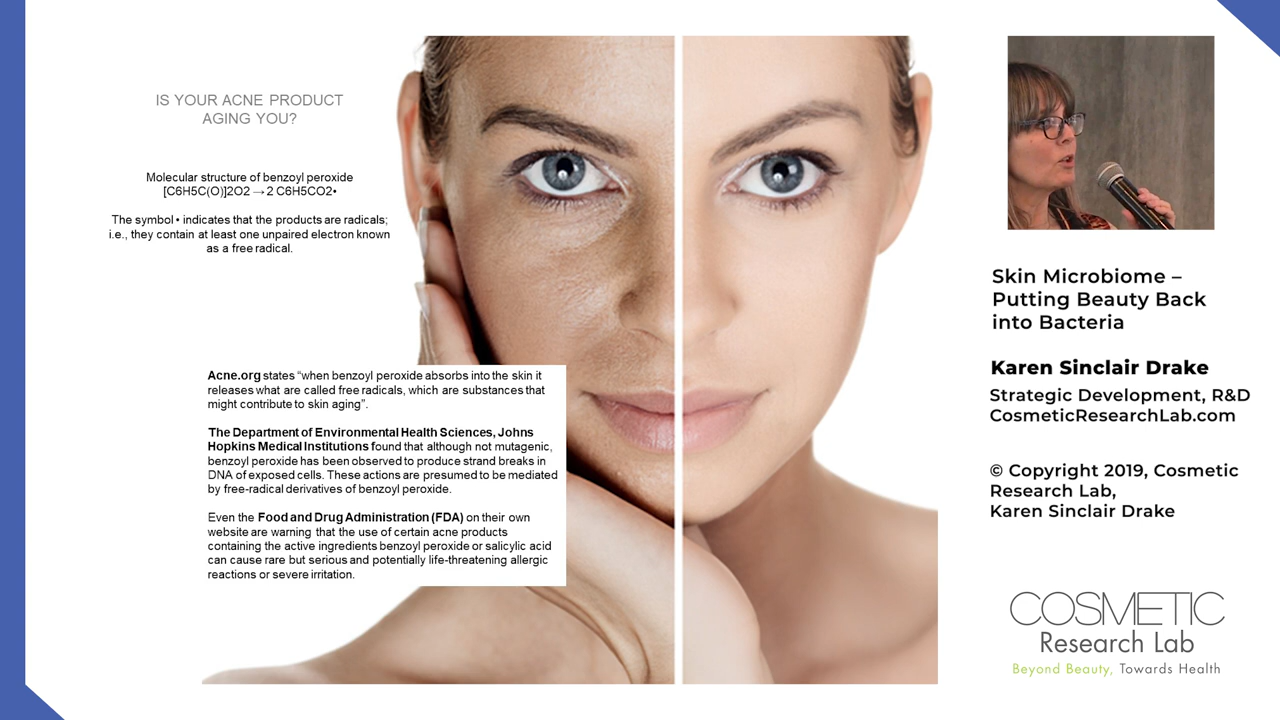 IS YOUR ACNE PRODUCT
AGING YOU?
Molecular structure of benzoyl peroxide
[C6H5C(O)]2O2 → 2 C6H5CO2•
The symbol • indicates that the products are radicals;
i.e., they contain at least one unpaired electron known
as a free radical.
Acne.org states “when benzoyl peroxide absorbs into the skin it
releases what are called free radicals, which are substances that
might contribute to skin aging”.
The Department of Environmental Health Sciences, Johns
Hopkins Medical Institutions found that although not mutagenic,
benzoyl peroxide has been observed to produce strand breaks in
DNA of exposed cells. These actions are presumed to be mediated
by free-radical derivatives of benzoyl peroxide.
Even the Food and Drug Administration (FDA) on their own
website are warning that the use of certain acne products
containing the active ingredients benzoyl peroxide or salicylic acid
can cause rare but serious and potentially life-threatening allergic
reactions or severe irritation.
Skin Microbiome –
Putting Beauty Back
into Bacteria
Karen Sinclair Drake
Strategic Development, R&D
CosmeticResearchLab.com
© Copyright 2019, Cosmetic
Research Lab,
Karen Sinclair Drake
COSMETIC
Research Lab
Beyond Beauty, Towards Health